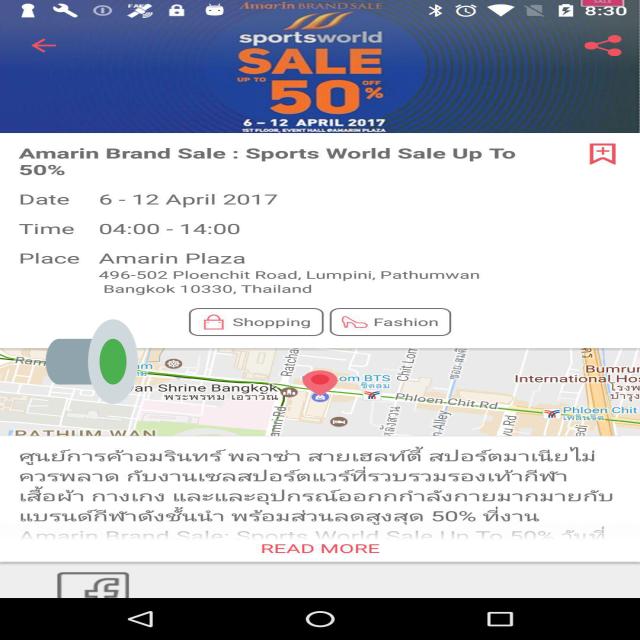 8:30
Amarin BRAND SALE
sportsworld
SALE
UP TO 50% OFF
6 – 12 APRIL 2017
1ST FLOOR, EVENT HALL @AMARIN PLAZA
Amarin Brand Sale : Sports World Sale Up To
50%
Date 6 - 12 April 2017
Time 04:00 - 14:00
Place Amarin Plaza
496-502 Ploenchit Road, Lumpini, Pathumwan
Bangkok 10330, Thailand
Shopping
Fashion
Ratcha
Chit Lom
Bumrun
International Hos
an Shrine Bangkok
พระพรหม เอราวัณ
om BTS
ชิดลม
Phloen Chit Rd
Phloen Chit
เพลินจิต
PATHUM WAN
ศูนย์การค้าอมรินทร์ พลาซ่า สายเฮลท์ตี้ สปอร์ตมาเนียไม่
ควรพลาด กับงานเซลสปอร์ตแวร์ที่รวบรวมรองเท้ากีฬา
เสื้อผ้า กางเกง และและอุปกรณ์ออกกกำลังกายมากมายกับ
แบรนด์กีฬาดังชั้นนำ พร้อมส่วนลดสูงสุด 50% ที่งาน
Amarin Brand Sale: Sports World Sale Up To 50% วันที่
READ MORE